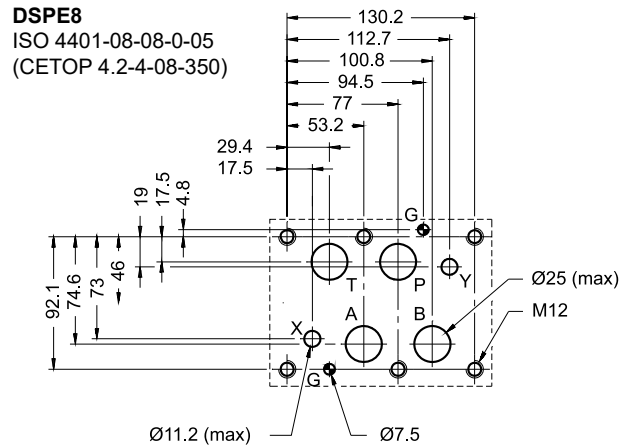 DSPE8
ISO 4401-08-08-0-05
(CETOP 4.2-4-08-350)
130.2
112.7
100.8
94.5
77
53.2
29.4
17.5
19
17.5
4.8
G
92.1
74.6
73
46
T
P
Y
Ø25 (max)
X
A
B
M12
G
Ø11.2 (max)
Ø7.5